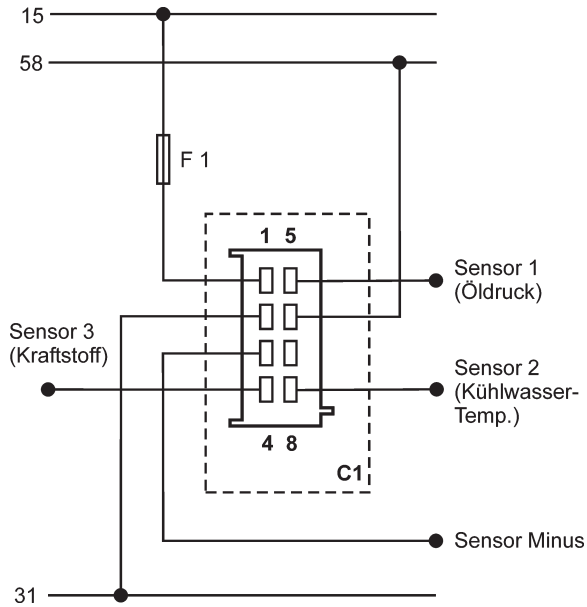 15
58
F 1
1 5
Sensor 1
(Öldruck)
Sensor 3
(Kraftstoff)
Sensor 2
(Kühlwasser-
Temp.)
4 8
C1
Sensor Minus
31